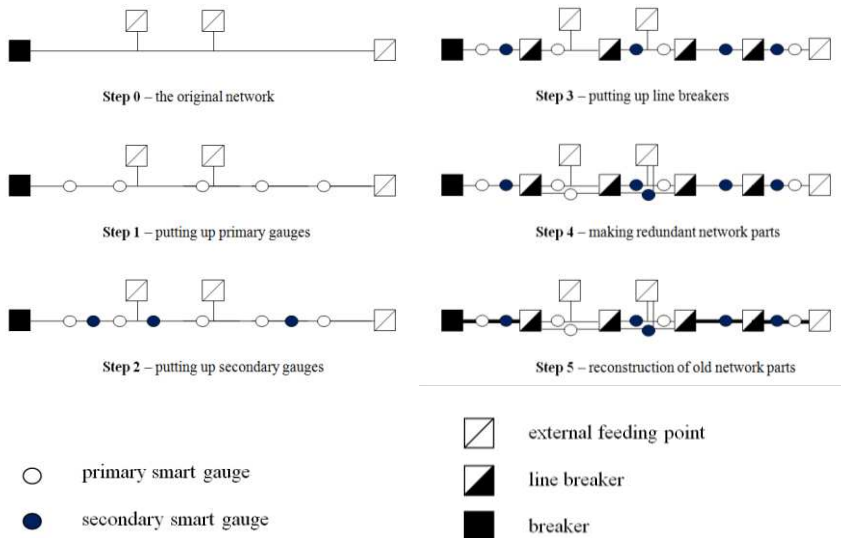 Step 0 – the original network
Step 1 – putting up primary gauges
Step 2 – putting up secondary gauges
Step 3 – putting up line breakers
Step 4 – making redundant network parts
Step 5 – reconstruction of old network parts
primary smart gauge
secondary smart gauge
external feeding point
line breaker
breaker